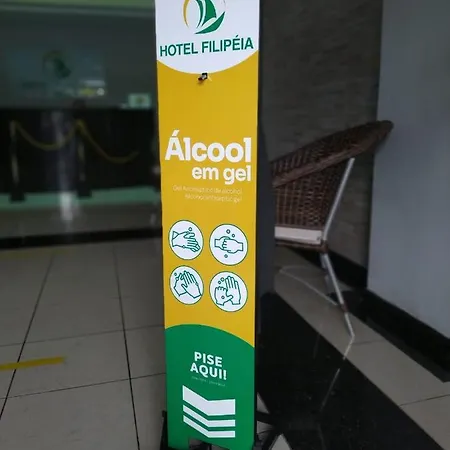 HOTEL FILIPÉIA
Álcool
em gel
PISE
AQUI!